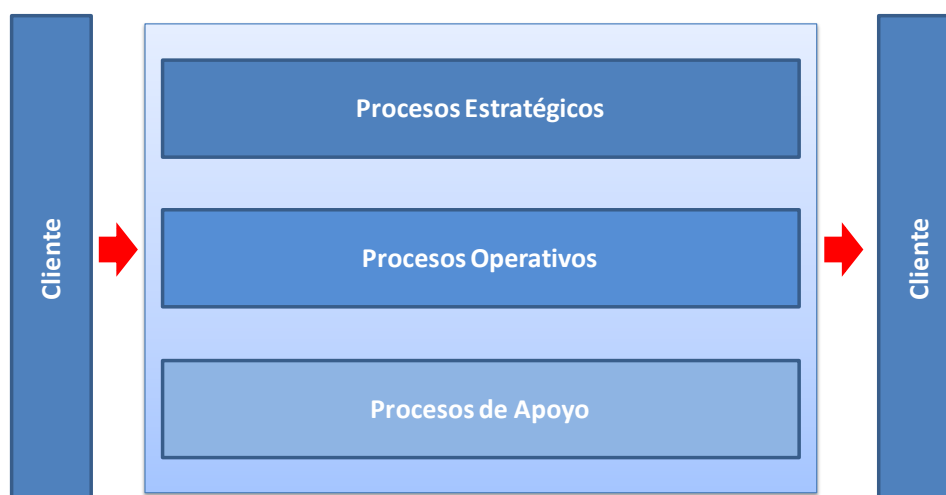 Cliente
Procesos Estratégicos
Procesos Operativos
Procesos de Apoyo
Cliente